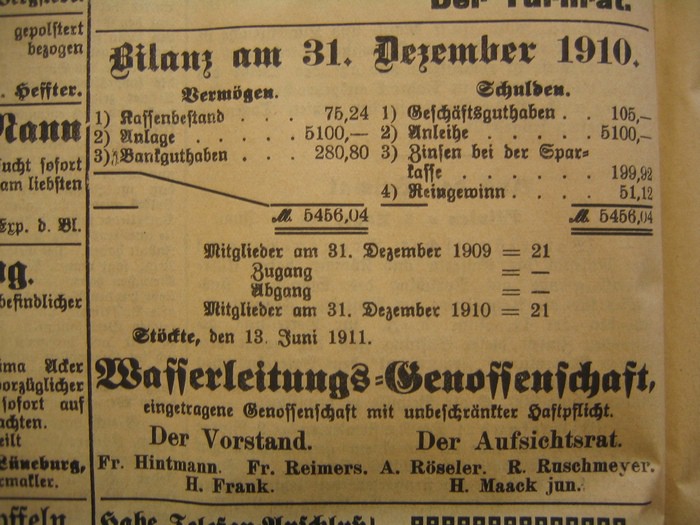 gepolſtert
bezogen
. Heffter.
Mann
ſucht ſofort
am liebſten
Exp. d. Bl.
g.
befindlicher
ima Acker
vorzüglicher
ſofort auf
achten.
eilt
Lüneburg,
rmakler.
Der Turnrat.
Bilanz am 31. Dezember 1910.
Vermögen.
1) Kaſſenbeſtand . . . 75,24
2) Anlage . . . . . 5100,—
3) Bankguthaben . . . 280,80
M. 5456,04
Schulden.
1) Geſchäftsguthaben . . 105,—
2) Anleihe . . . . . 5100,—
3) Zinſen bei der Spar=
kaſſe . . . . . . 199,92
4) Reingewinn . . . . 51,12
M. 5456,04
Mitglieder am 31. Dezember 1909 = 21
Zugang = —
Abgang = —
Mitglieder am 31. Dezember 1910 = 21
Stöckte, den 13. Juni 1911.
Waſſerleitungs=Genoſſenſchaft,
eingetragene Genoſſenſchaft mit unbeſchränkter Haftpflicht.
Der Vorstand. Der Aufsichtsrat.
Fr. Hintmann. Fr. Reimers. A. Röseler. R. Ruschmeyer.
H. Frank. H. Maack jun.
Habe Telefon=Anſchluß!